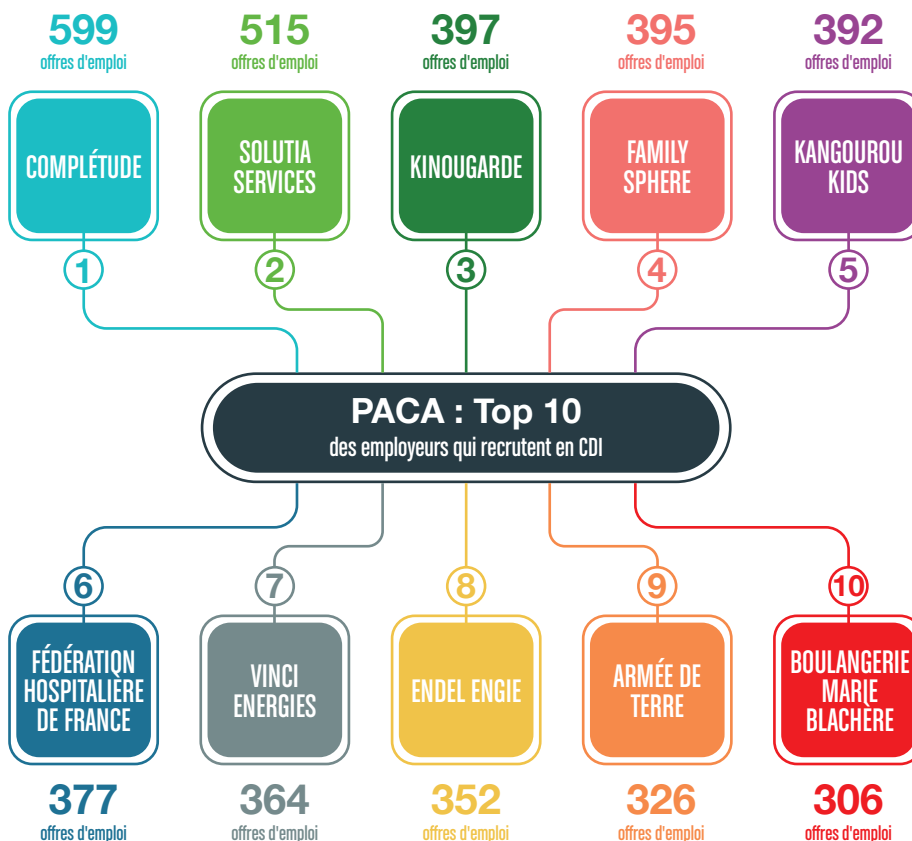 599
offres d'emploi
515
offres d'emploi
397
offres d'emploi
395
offres d'emploi
392
offres d'emploi
COMPLÉTUDE
SOLUTIA
SERVICES
KINOUGARDE
FAMILY
SPHERE
KANGOUROU
KIDS
1
2
3
4
5
PACA : Top 10
des employeurs qui recrutent en CDI
6
7
8
9
10
FÉDÉRATION
HOSPITALIÈRE
DE FRANCE
VINCI
ENERGIES
ENDEL ENGIE
ARMÉE DE
TERRE
BOULANGERIE
MARIE
BLACHÈRE
377
offres d'emploi
364
offres d'emploi
352
offres d'emploi
326
offres d'emploi
306
offres d'emploi